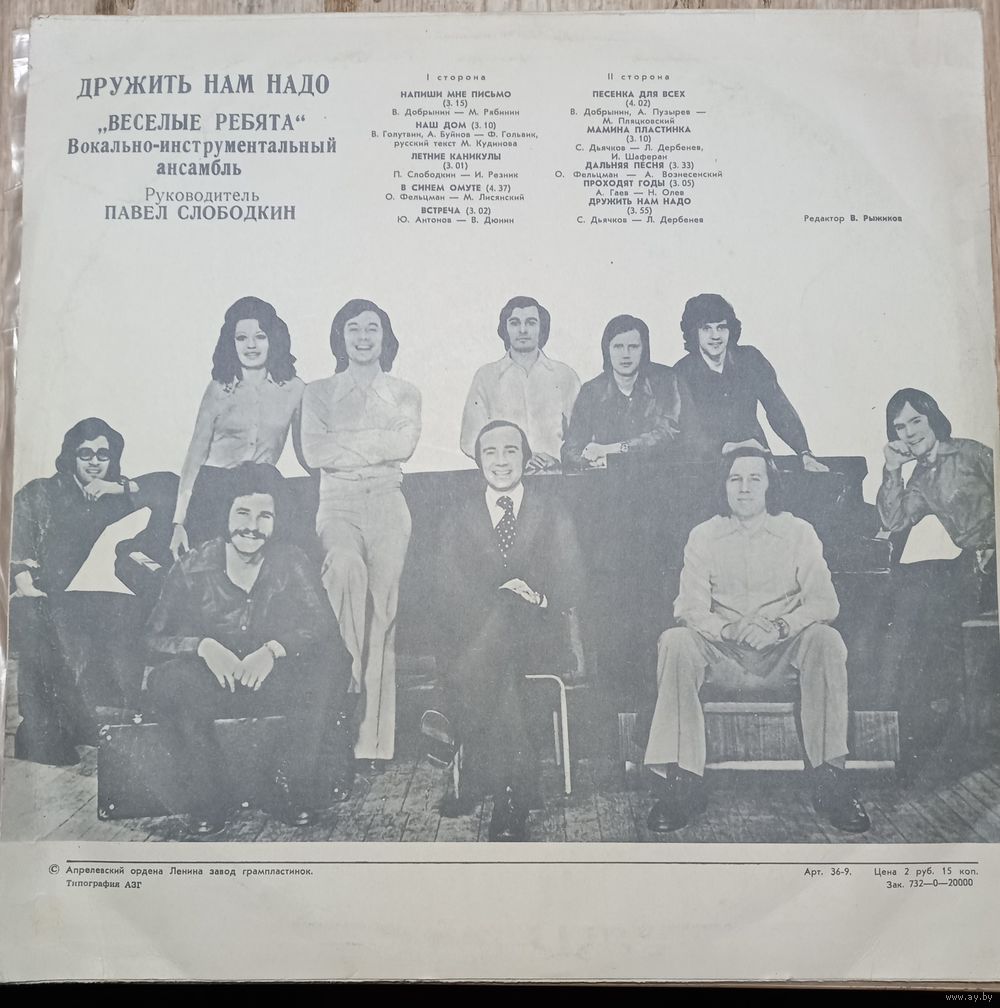 ДРУЖИТЬ НАМ НАДО
„ВЕСЕЛЫЕ РЕБЯТА“
Вокально-инструментальный
ансамбль
Руководитель
ПАВЕЛ СЛОБОДКИН
I сторона
НАПИШИ МНЕ ПИСЬМО
(3. 15)
В. Добрынин — М. Рябинин
НАШ ДОМ (3. 10)
В. Голутвин, А. Буйнов — Ф. Гольвик,
русский текст М. Кудинова
ЛЕТНИЕ КАНИКУЛЫ
(3. 01)
П. Слободкин — И. Резник
В СИНЕМ ОМУТЕ (4. 37)
О. Фельцман — М. Лисянский
ВСТРЕЧА (3. 02)
Ю. Антонов — В. Дюнин
II сторона
ПЕСЕНКА ДЛЯ ВСЕХ
(4. 02)
В. Добрынин, А. Пузырев —
М. Пляцковский
МАМИНА ПЛАСТИНКА
(3. 10)
С. Дьячков — Л. Дербенев,
И. Шаферан
ДАЛЬНЯЯ ПЕСНЯ (3. 33)
О. Фельцман — А. Вознесенский
ПРОХОДЯТ ГОДЫ (3. 05)
А. Гаев — Н. Олев
ДРУЖИТЬ НАМ НАДО
(3. 55)
С. Дьячков — Л. Дербенев
Редактор В. Рыжиков
© Апрелевский ордена Ленина завод грампластинок.
Типография АЗГ
Арт. 36-9. Цена 2 руб. 15 коп.
Зак. 732—0—20000
www.ay.by